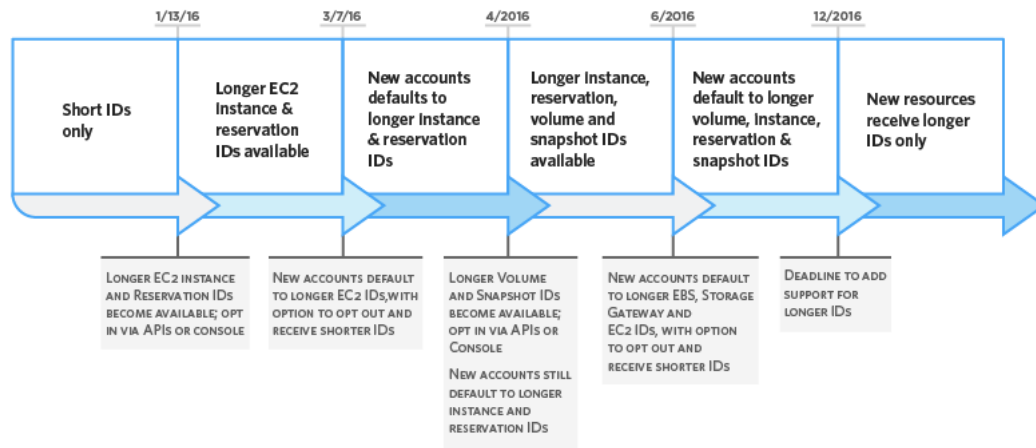 1/13/16
3/7/16
4/2016
6/2016
12/2016
Short IDs
only
Longer EC2
instance &
reservation
IDs available
New accounts
defaults to
longer instance
& reservation
IDs
Longer instance,
reservation,
volume and
snapshot IDs
available
New accounts
default to longer
volume, instance,
reservation &
snapshot IDs
New resources
receive longer
IDs only
Longer EC2 instance
and Reservation IDs
become available; opt
in via APIs or console
New accounts default
to longer EC2 IDs,with
option to opt out and
receive shorter IDs
Longer Volume
and Snapshot IDs
become available;
opt in via APIs or
Console
New accounts still
default to longer
instance and
reservation IDs
New accounts default
to longer EBS, Storage
Gateway and
EC2 IDs, with option
to opt out and
receive shorter IDs
Deadline to add
support for
longer IDs